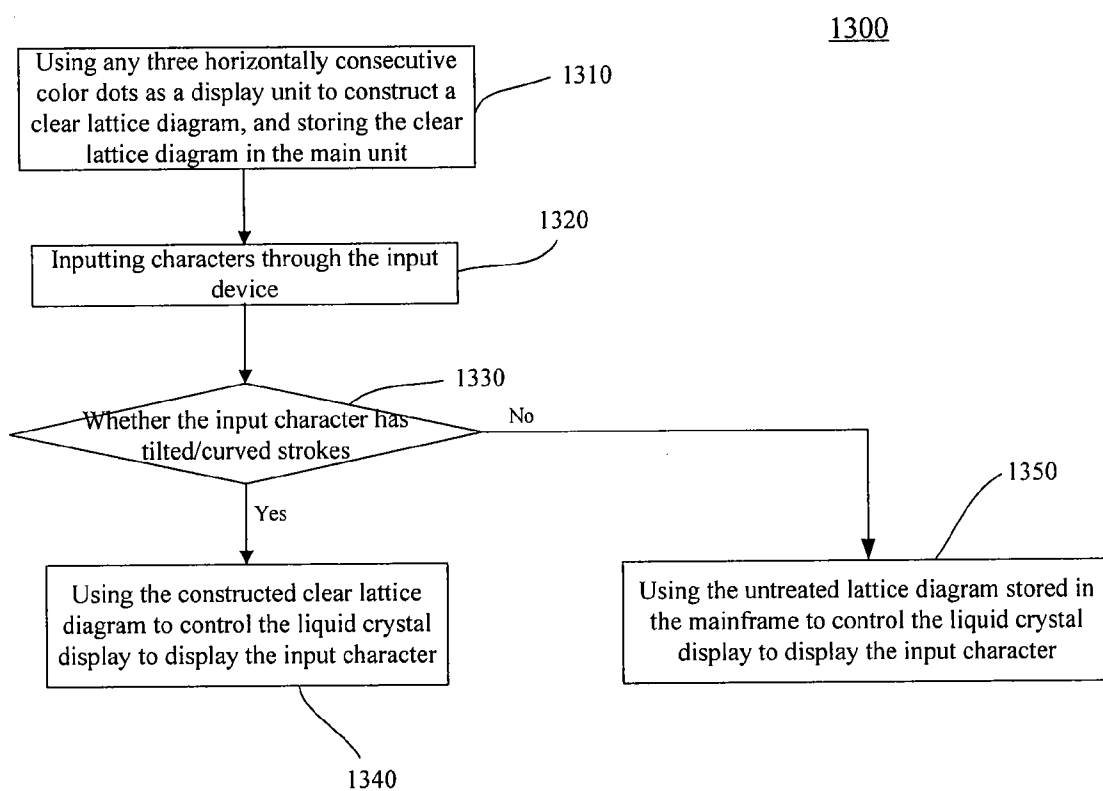 1300
Using any three horizontally consecutive
color dots as a display unit to construct a
clear lattice diagram, and storing the clear
lattice diagram in the main unit
1310
1320
Inputting characters through the input
device
1330
Whether the input character has
tilted/curved strokes
No
Yes
1350
Using the constructed clear lattice
diagram to control the liquid crystal
display to display the input character
Using the untreated lattice diagram stored in
the mainframe to control the liquid crystal
display to display the input character
1340